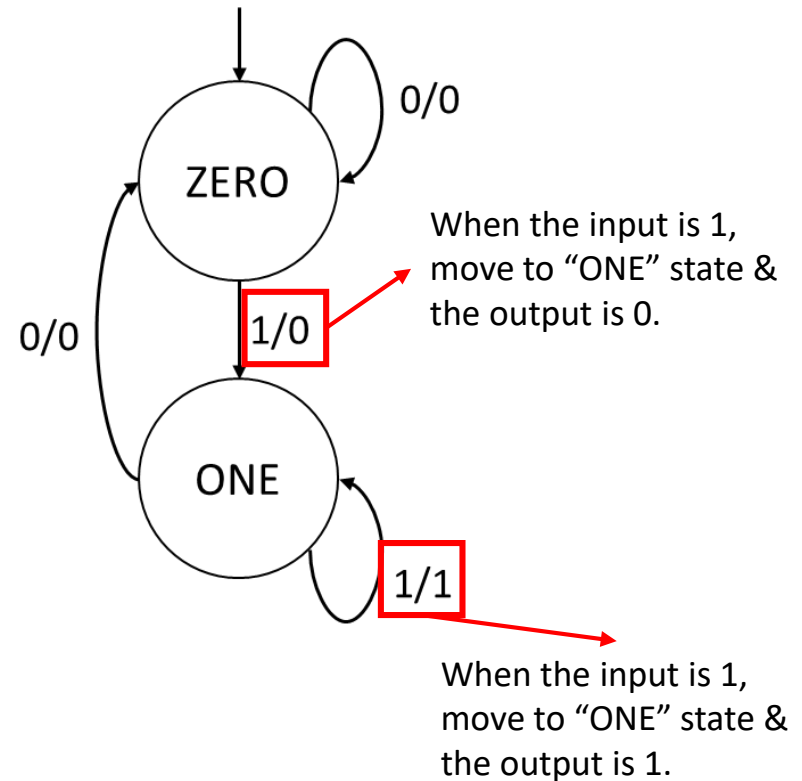 0/0
ZERO
When the input is 1,
move to “ONE” state &
the output is 0.
0/0
1/0
ONE
1/1
When the input is 1,
move to “ONE” state &
the output is 1.